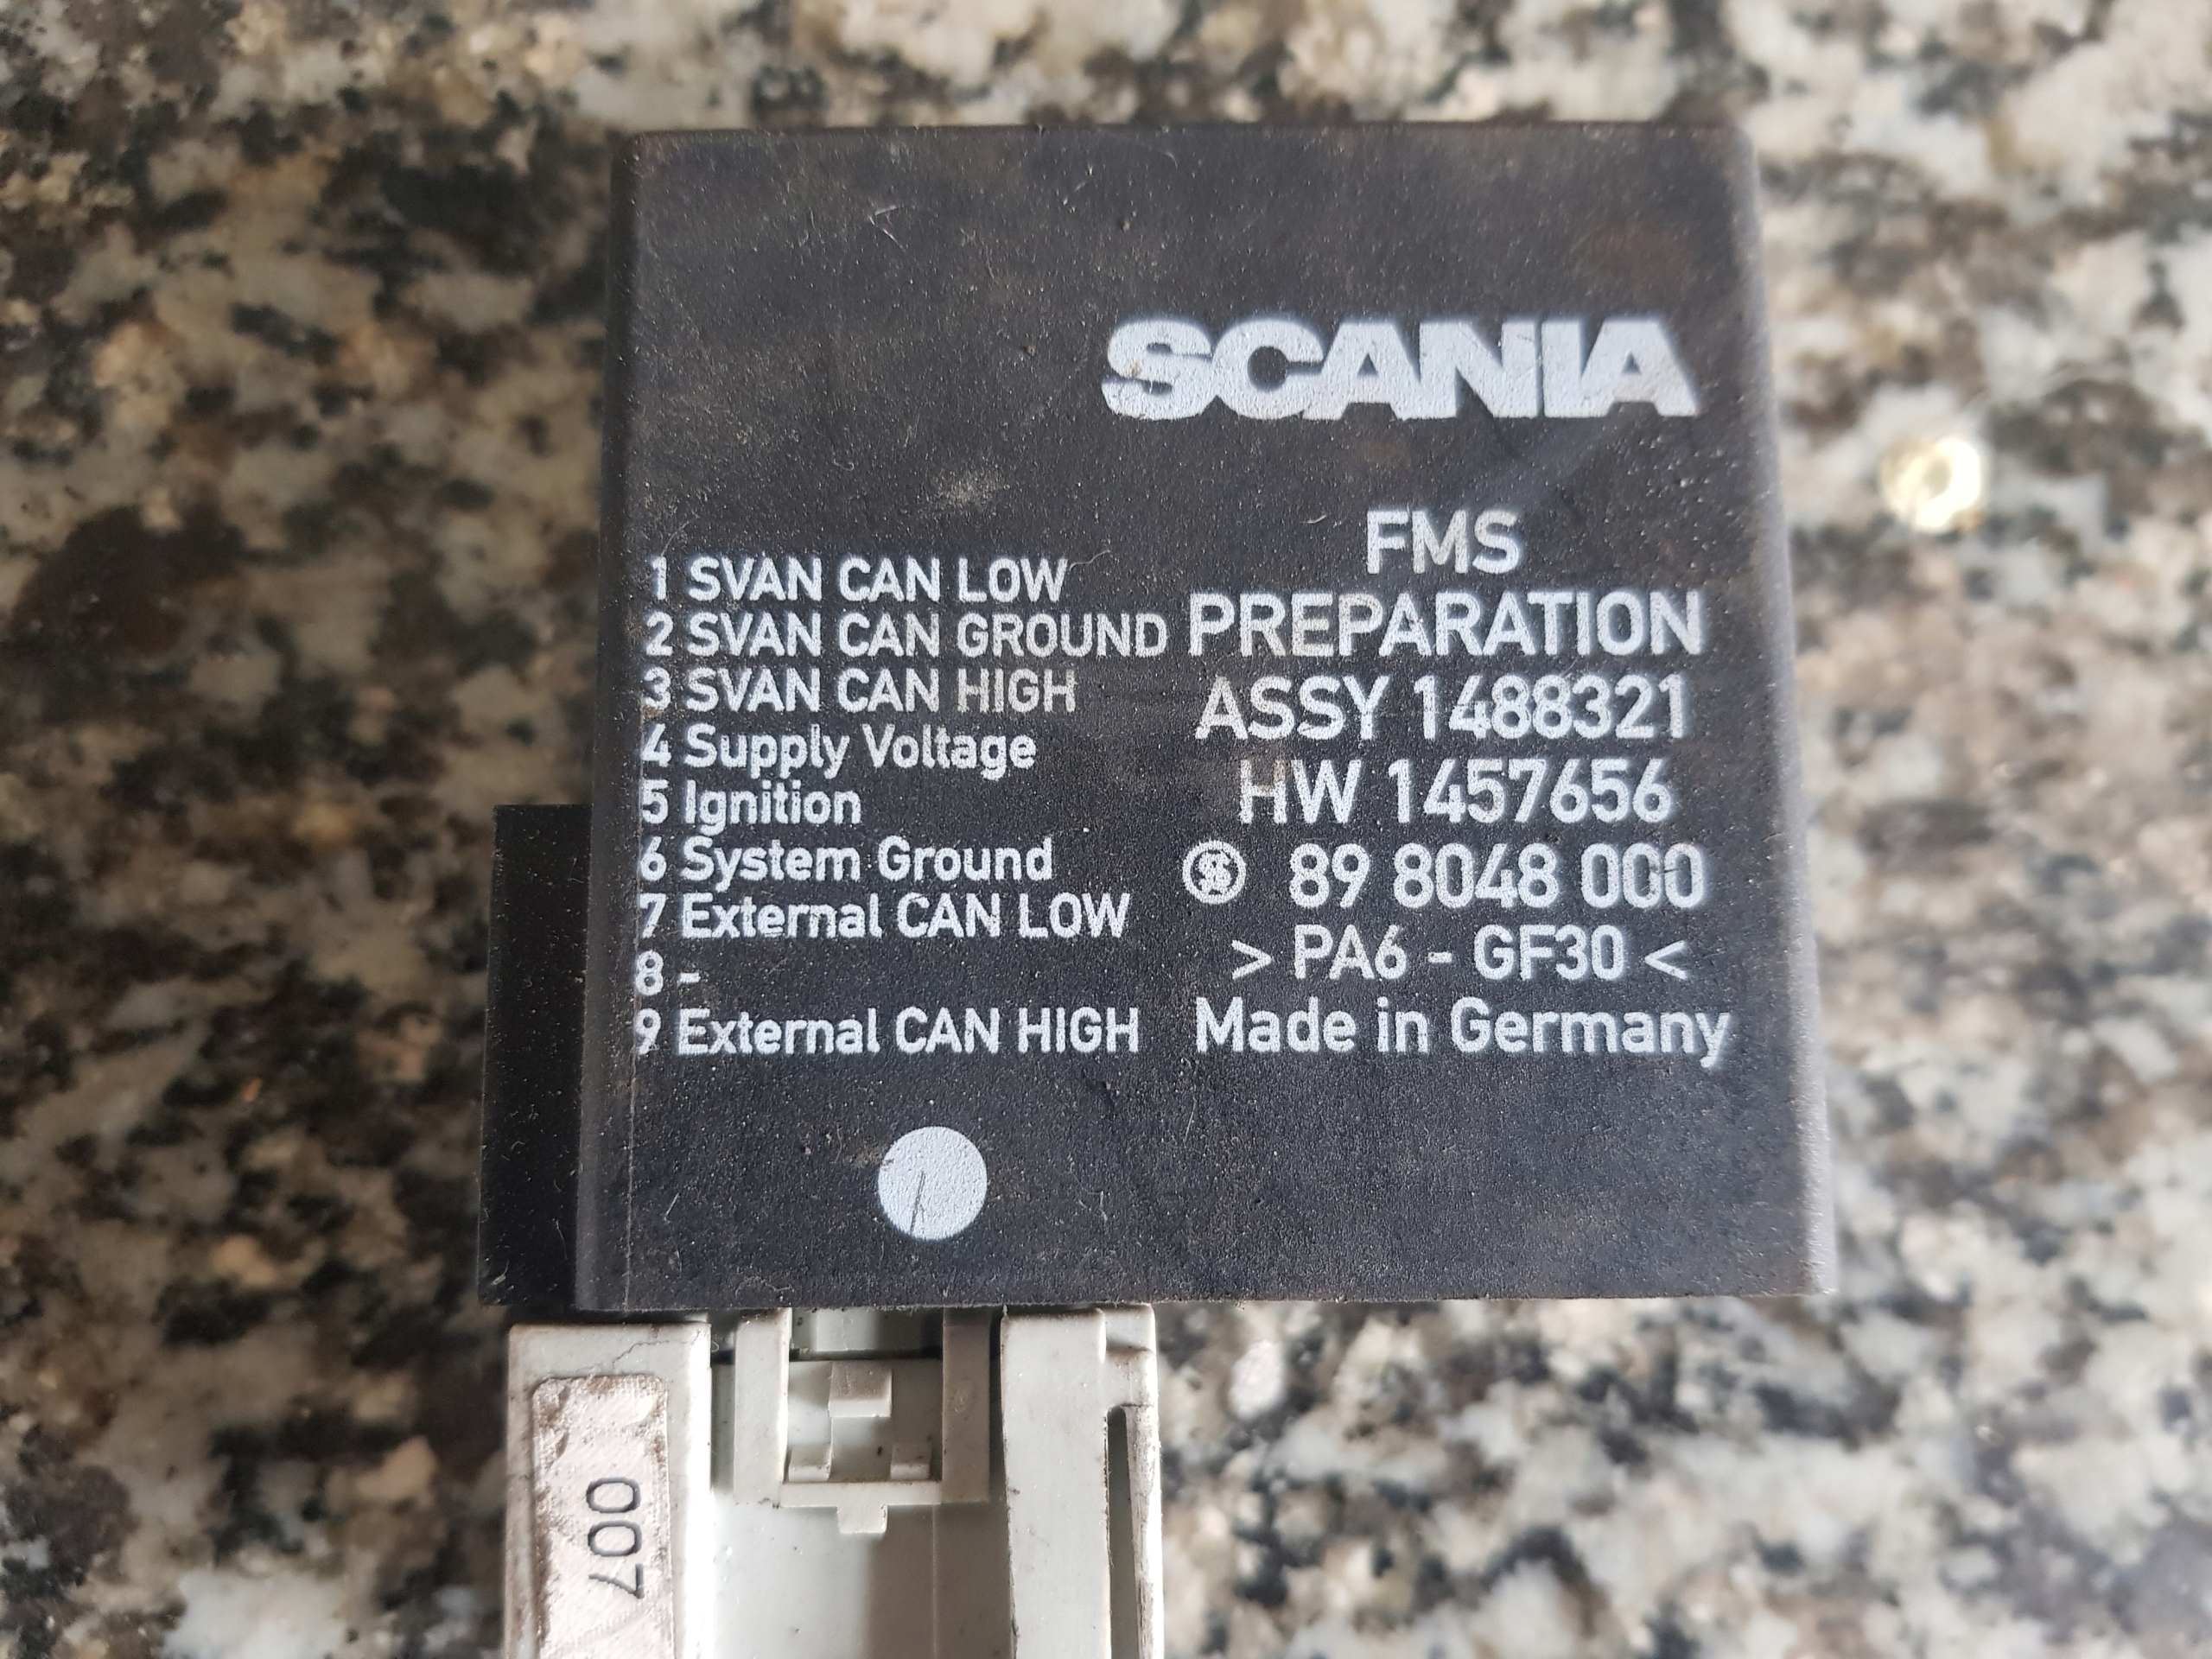 SCANIA
1 SVAN CAN LOW
2 SVAN CAN GROUND
3 SVAN CAN HIGH
4 Supply Voltage
5 Ignition
6 System Ground
7 External CAN LOW
8 -
9 External CAN HIGH
FMS
PREPARATION
ASSY 1488321
HW 1457656
89 8048 000
> PA6 - GF30 <
Made in Germany
007